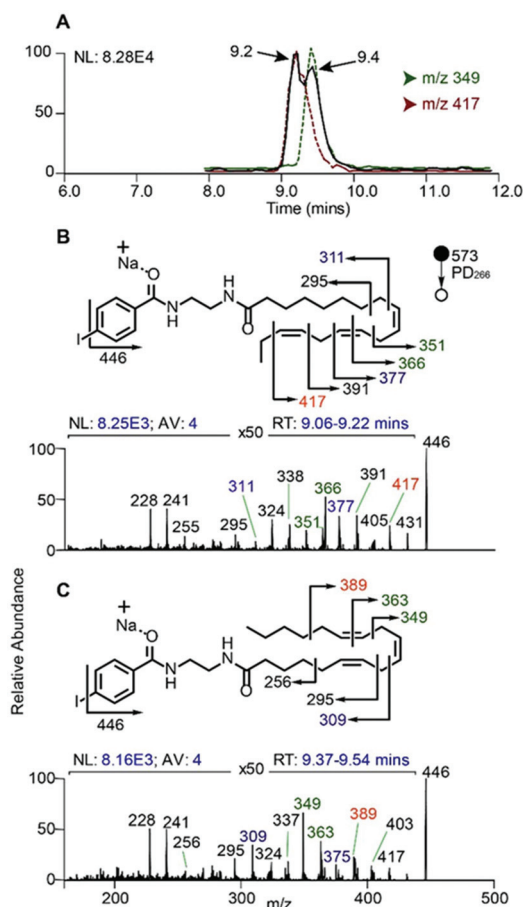 A
NL: 8.28E4
9.2
9.4
m/z 349
m/z 417
100
50
0
6.0 7.0 8.0 9.0 10.0 11.0 12.0
Time (mins)
B
+
Na
O
N
H
H
N
O
I
446
311
295
573
PD266
351
366
377
391
417
NL: 8.25E3; AV: 4
x50
RT: 9.06-9.22 mins
446
100
50
0
228 241
255
295
311
324
338
351
366
377
391
405
417
431
C
Relative Abundance
+
Na
O
N
H
H
N
O
I
446
389
363
349
256
295
309
NL: 8.16E3; AV: 4
x50
RT: 9.37-9.54 mins
446
100
50
0
228 241
256
295
309
324
337
349
363
375
389
403
417
200 300 400 500
m/z